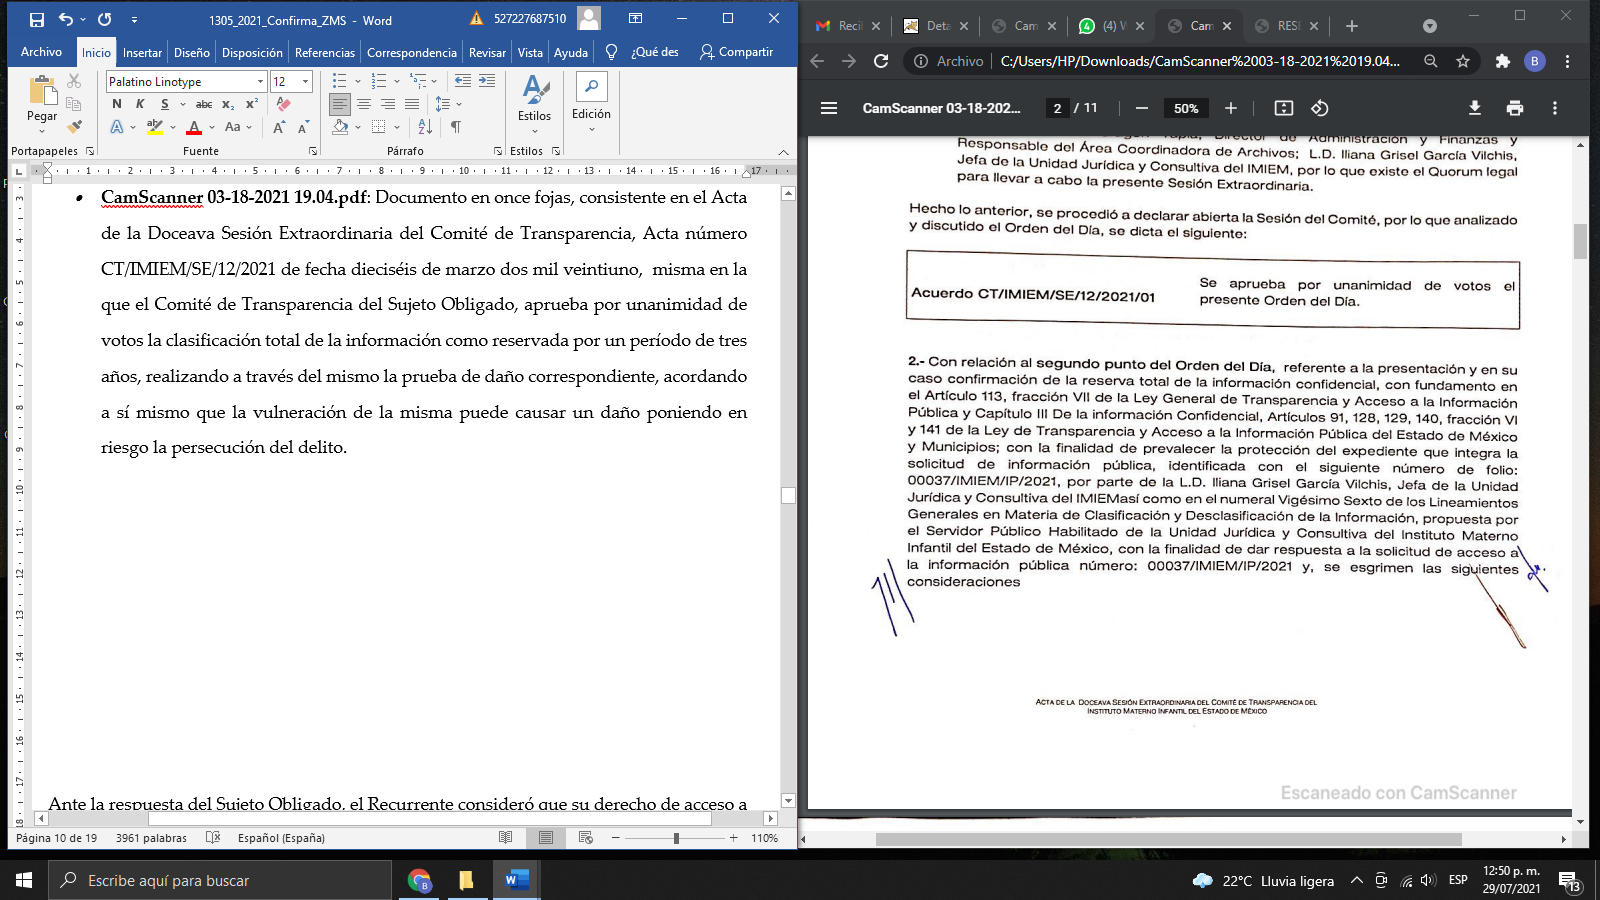 1305_2021_Confirma_ZMS - Word
527227687510
Archivo
Inicio
Insertar
Diseño
Disposición
Referencias
Correspondencia
Revisar
Vista
Ayuda
¿Qué des
Compartir
Pegar
Portapapeles
Palatino Linotype
12
N K S abc x₂ x²
Aa
Fuente
Párrafo
Estilos
Estilos
Edición
CamScanner 03-18-2021 19.04.pdf: Documento en once fojas, consistente en el Acta
de la Doceava Sesión Extraordinaria del Comité de Transparencia, Acta número
CT/IMIEM/SE/12/2021 de fecha dieciséis de marzo dos mil veintiuno, misma en la
que el Comité de Transparencia del Sujeto Obligado, aprueba por unanimidad de
votos la clasificación total de la información como reservada por un período de tres
años, realizando a través del mismo la prueba de daño correspondiente, acordando
a sí mismo que la vulneración de la misma puede causar un daño poniendo en
riesgo la persecución del delito.
Ante la respuesta del Sujeto Obligado, el Recurrente consideró que su derecho de acceso a
Página 10 de 19
3961 palabras
Español (España)
110%
Recil
Deta
Cam
(4) W
Cam
RESI
Archivo
C:/Users/HP/Downloads/CamScanner%2003-18-2021%2019.04...
B
CamScanner 03-18-202...
2 / 11
50%
Tapia, Director de Administración y Finanzas y
Responsable del Área Coordinadora de Archivos; L.D. Iliana Grisel García Vilchis,
Jefa de la Unidad Jurídica y Consultiva del IMIEM, por lo que existe el Quorum legal
para llevar a cabo la presente Sesión Extraordinaria.
Hecho lo anterior, se procedió a declarar abierta la Sesión del Comité, por lo que analizado
y discutido el Orden del Día, se dicta el siguiente:
Acuerdo CT/IMIEM/SE/12/2021/01
Se aprueba por unanimidad de votos el
presente Orden del Día.
2.- Con relación al segundo punto del Orden del Día, referente a la presentación y en su
caso confirmación de la reserva total de la información confidencial, con fundamento en
el Artículo 113, fracción VII de la Ley General de Transparencia y Acceso a la Información
Pública y Capítulo III De la información Confidencial, Artículos 91, 128, 129, 140, fracción VI
y 141 de la Ley de Transparencia y Acceso a la Información Pública del Estado de México
y Municipios; con la finalidad de prevalecer la protección del expediente que integra la
solicitud de información pública, identificada con el siguiente número de folio:
00037/IMIEM/IP/2021, por parte de la L.D. Iliana Grisel García Vilchis, Jefa de la Unidad
Jurídica y Consultiva del IMIEMasí como en el numeral Vigésimo Sexto de los Lineamientos
Generales en Materia de Clasificación y Desclasificación de la Información, propuesta por
el Servidor Público Habilitado de la Unidad Jurídica y Consultiva del Instituto Materno
Infantil del Estado de México, con la finalidad de dar respuesta a la solicitud de acceso a
la información pública número: 00037/IMIEM/IP/2021 y, se esgrimen las siguientes
consideraciones
ACTA DE LA DOCEAVA SESIÓN EXTRAORDINARIA DEL COMITÉ DE TRANSPARENCIA DEL
INSTITUTO MATERNO INFANTIL DEL ESTADO DE MÉXICO
Escaneado con CamScanner
Escribe aquí para buscar
22°C Lluvia ligera
ESP
12:50 p. m.
29/07/2021
13